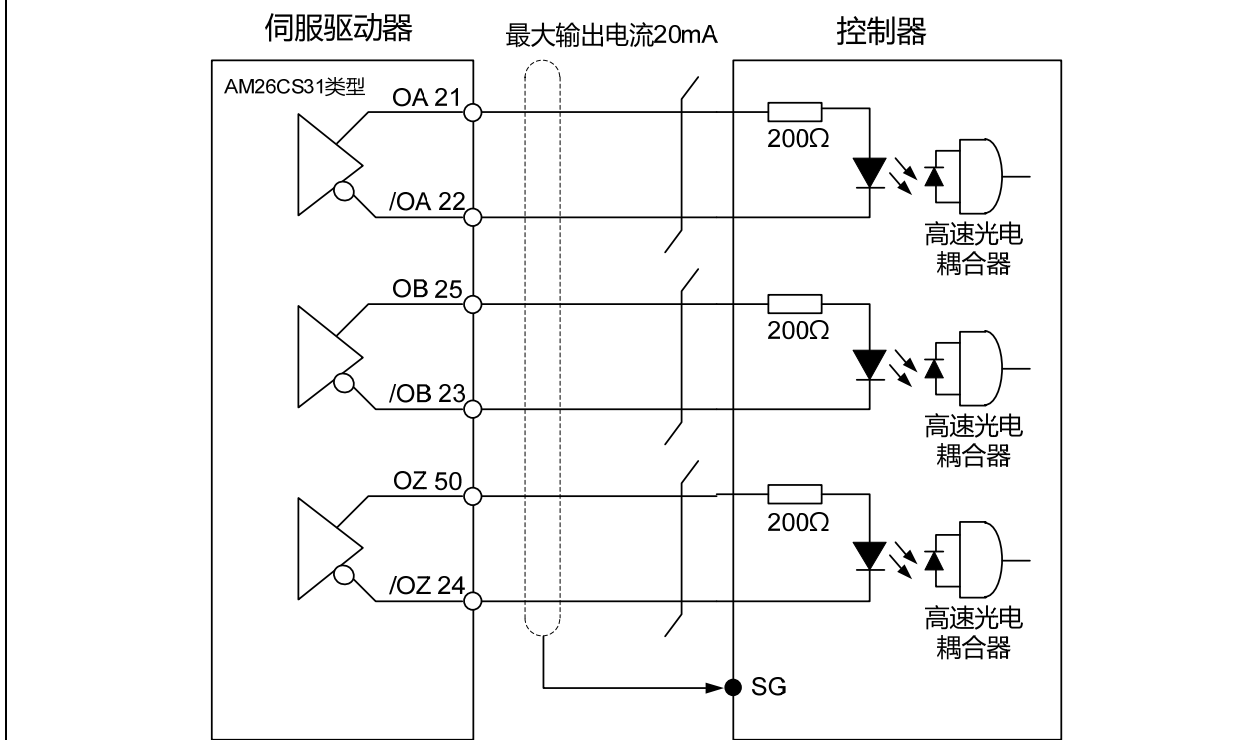 伺服驱动器
最大输出电流20mA
控制器
AM26CS31类型
OA 21
200Ω
/OA 22
高速光电
耦合器
OB 25
200Ω
/OB 23
高速光电
耦合器
OZ 50
200Ω
/OZ 24
高速光电
耦合器
SG